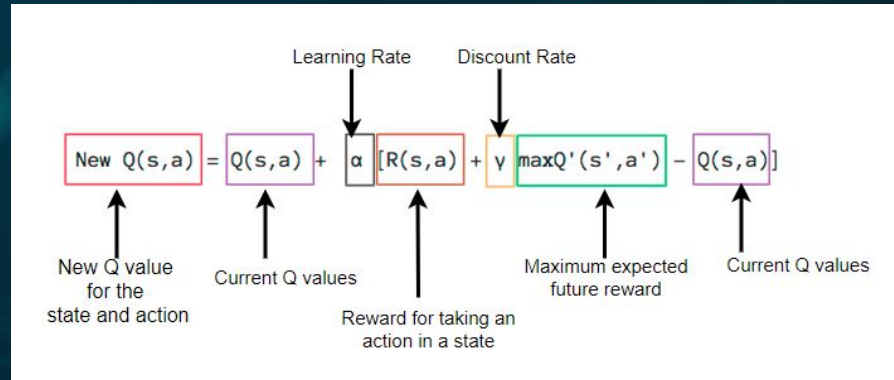 Learning Rate
Discount Rate
New Q(s,a) = Q(s,a) + α [R(s,a) + γ maxQ'(s',a') - Q(s,a)]
New Q value
for the
state and action
Current Q values
Reward for taking an
action in a state
Maximum expected
future reward
Current Q values